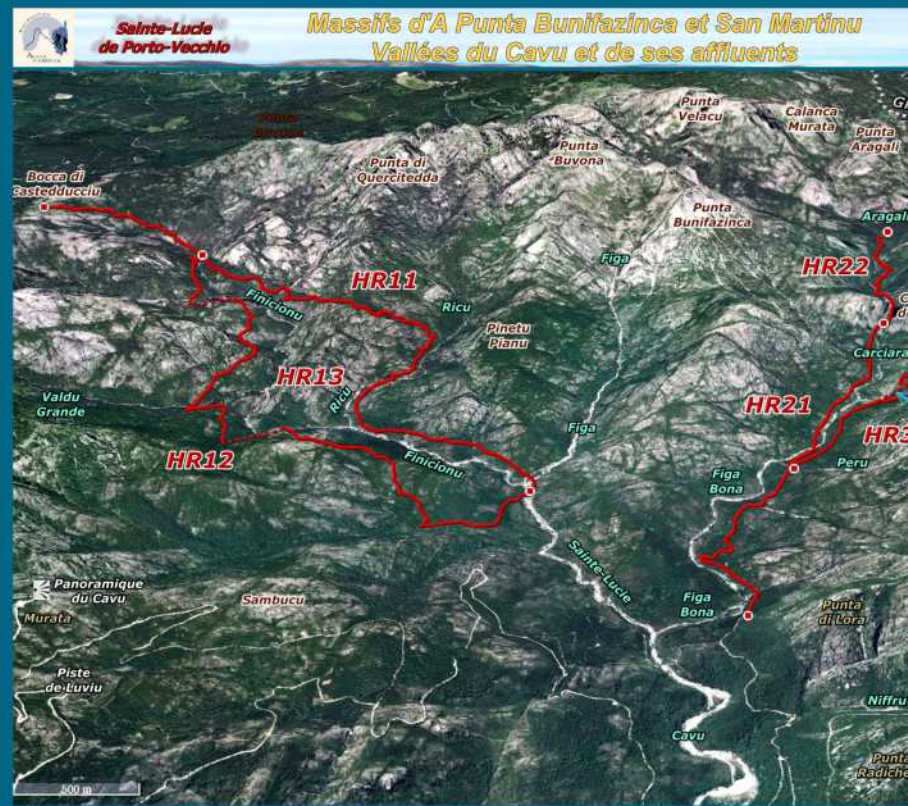 Sainte-Lucie
de Porto-Vecchio
Massifs d'A Punta Bunifazinca et San Martinu
Vallées du Cavu et de ses affluents
Punta
Velacu
Calanca
Murata
Punta
Aragali
Punta
Buvona
Punta di
Quercitedda
Bocca di
Castedducciu
Punta
Bunifazinca
Aragali
HR22
Figa
HR11
Finicionu
Ricu
Pinetu
Pianu
Carciara
HR13
Ricu
Valdu
Grande
HR21
HR3
Figa
HR12
Finicionu
Peru
Figa
Bona
Sainte-Lucie
Panoramique
du Cavu
Murata
Sambucu
Figa
Bona
Punta
di Lora
Piste
de Luviu
Niffru
Cavu
Punta
Radiche
500 m